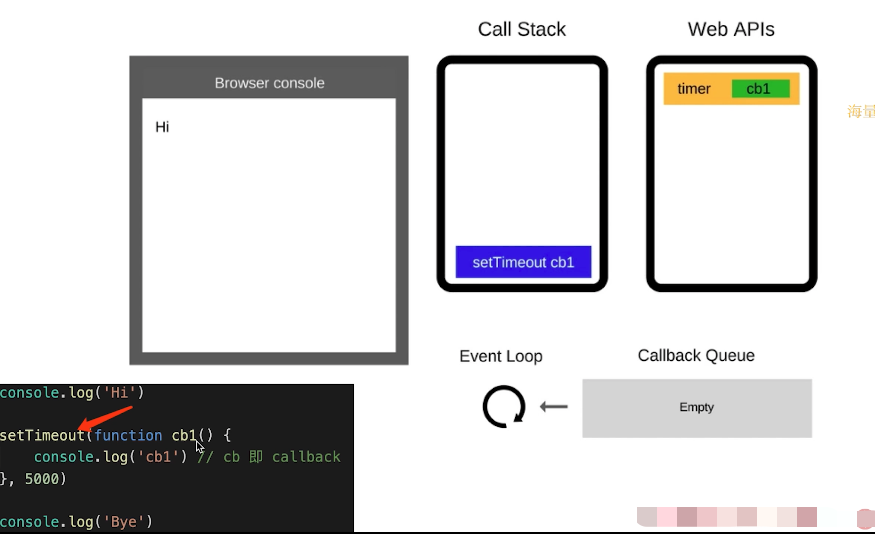 Call Stack
Web APIs
Browser console
timer
cb1
海量
Hi
setTimeout cb1
Event Loop
Callback Queue
Empty
console.log('Hi')
setTimeout(function cb1() {
console.log('cb1') // cb 即 callback
}, 5000)
console.log('Bye')